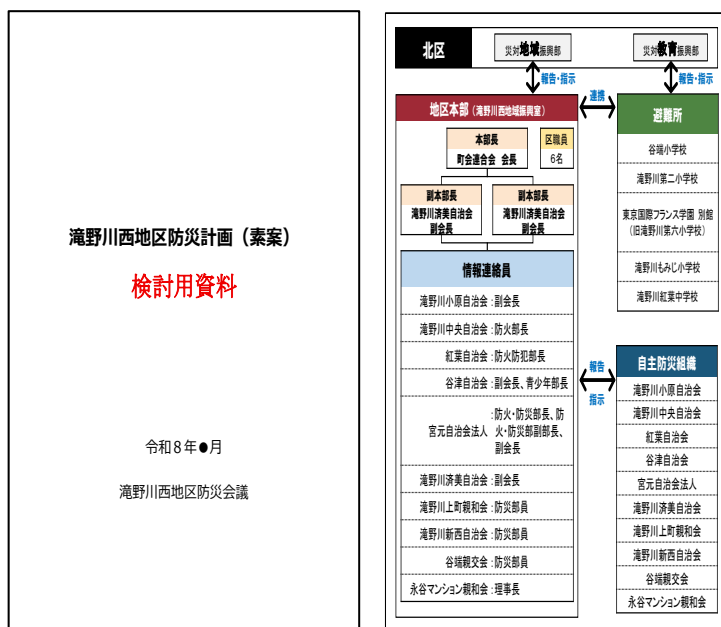 滝野川西地区防災計画（素案）
検討用資料
令和８年●月
滝野川西地区防災会議
北区
災対地域振興部
災対教育振興部
報告・指示
報告・指示
地区本部（滝野川西地域振興室）
連携
避難所
本部長
町会連合会 会長
区職員
6名
副本部長
滝野川済美自治会
副会長
副本部長
滝野川済美自治会
副会長
谷端小学校
滝野川第二小学校
東京国際フランス学園 別館
（旧滝野川第六小学校）
滝野川もみじ小学校
滝野川紅葉中学校
情報連絡員
滝野川小原自治会：副会長
滝野川中央自治会：防火部長
紅葉自治会：防火防犯部長
谷津自治会：副会長、青少年部長
宮元自治会法人：防火・防災部長、防
火・防災部副部長、
副会長
滝野川済美自治会：副会長
滝野川上町親和会：防災部員
滝野川新西自治会：防災部員
谷端親交会：防災部員
永谷マンション親和会：理事長
報告
指示
自主防災組織
滝野川小原自治会
滝野川中央自治会
紅葉自治会
谷津自治会
宮元自治会法人
滝野川済美自治会
滝野川上町親和会
滝野川新西自治会
谷端親交会
永谷マンション親和会